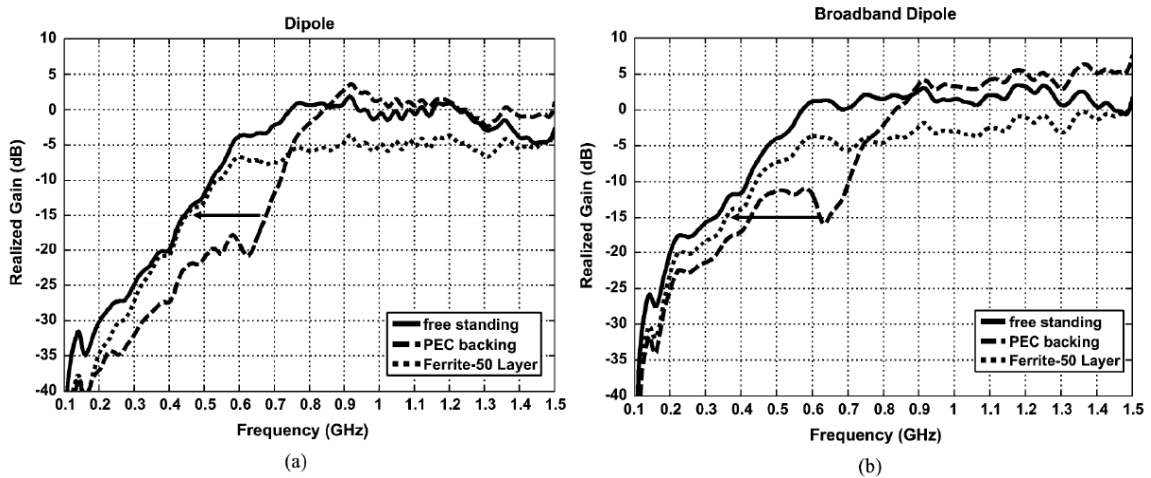 Dipole
Realized Gain (dB)
10
5
0
-5
-10
-15
-20
-25
-30
-35
-40
0.1 0.2 0.3 0.4 0.5 0.6 0.7 0.8 0.9 1 1.1 1.2 1.3 1.4 1.5
Frequency (GHz)
free standing
PEC backing
Ferrite-50 Layer
(a)
Broadband Dipole
Realized Gain (dB)
10
5
0
-5
-10
-15
-20
-25
-30
-35
-40
0.1 0.2 0.3 0.4 0.5 0.6 0.7 0.8 0.9 1 1.1 1.2 1.3 1.4 1.5
Frequency (GHz)
free standing
PEC backing
Ferrite-50 Layer
(b)